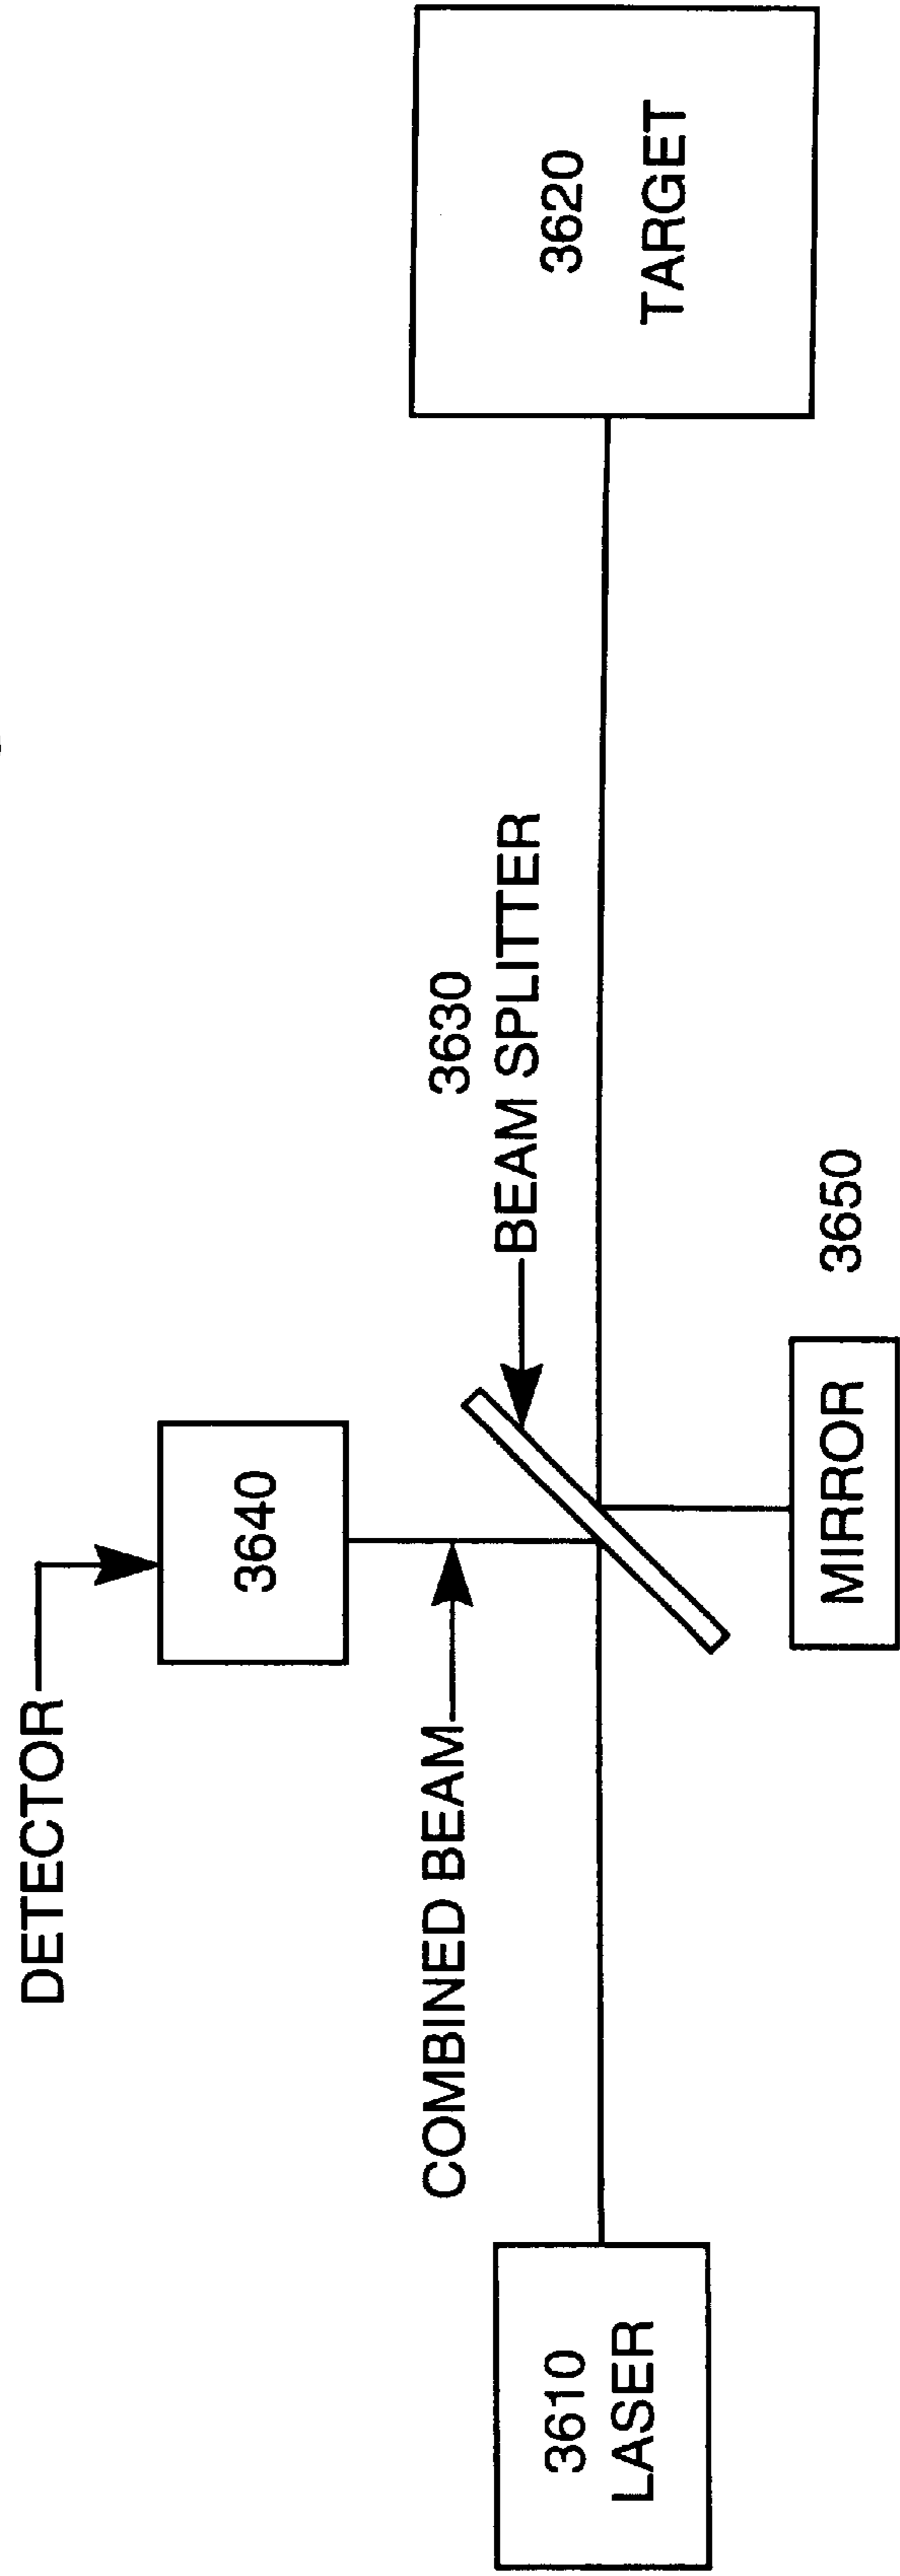 DETECTOR
3640
COMBINED BEAM
3630
BEAM SPLITTER
3610
LASER
3620
TARGET
MIRROR
3650